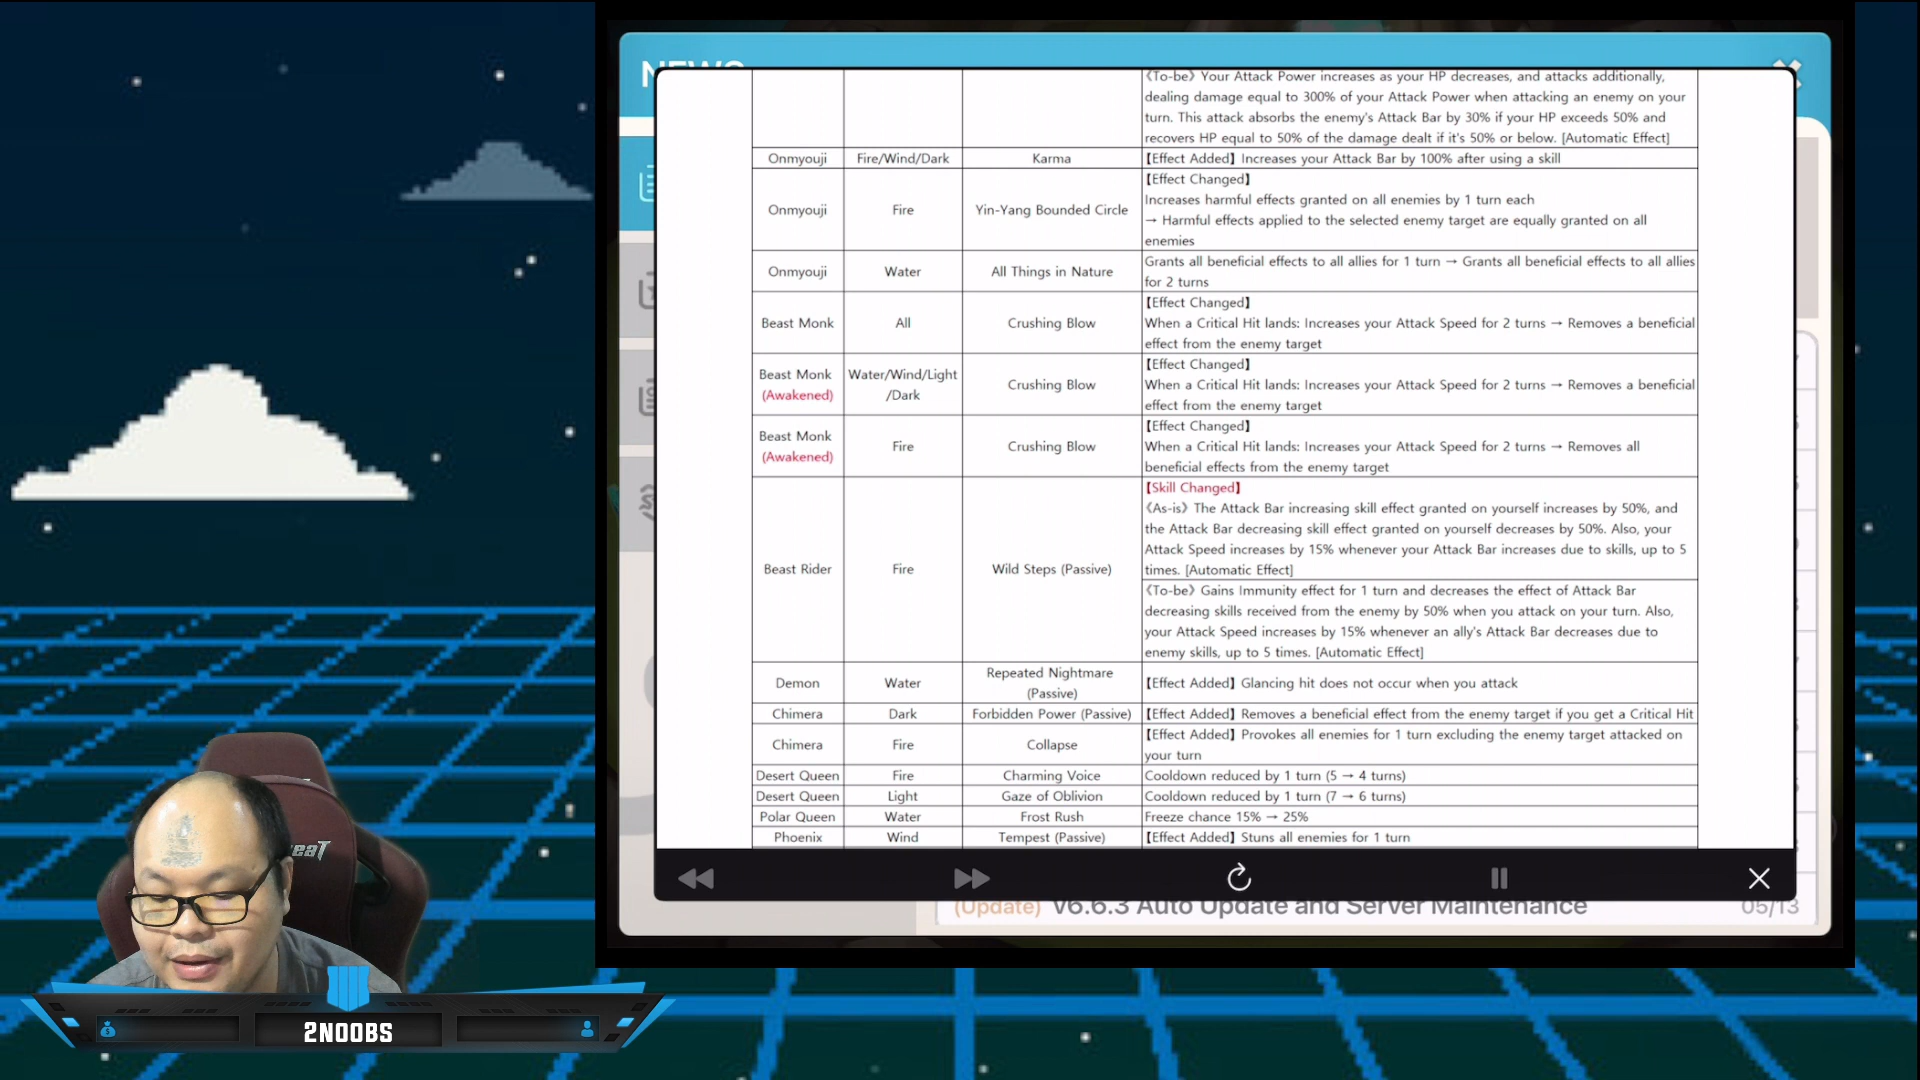 《To-be》 Your Attack Power increases as your HP decreases, and attacks additionally,
dealing damage equal to 300% of your Attack Power when attacking an enemy on your
turn. This attack absorbs the enemy's Attack Bar by 30% if your HP exceeds 50% and
recovers HP equal to 50% of the damage dealt if it's 50% or below. [Automatic Effect]
Onmyouji Fire/Wind/Dark Karma 【Effect Added】 Increases your Attack Bar by 100% after using a skill
Onmyouji Fire Yin-Yang Bounded Circle 【Effect Changed】
Increases harmful effects granted on all enemies by 1 turn each
→ Harmful effects applied to the selected enemy target are equally granted on all
enemies
Onmyouji Water All Things in Nature Grants all beneficial effects to all allies for 1 turn → Grants all beneficial effects to all allies
for 2 turns
Beast Monk All Crushing Blow 【Effect Changed】
When a Critical Hit lands: Increases your Attack Speed for 2 turns → Removes a beneficial
effect from the enemy target
Beast Monk
(Awakened)
Water/Wind/Light
/Dark
Crushing Blow
【Effect Changed】
When a Critical Hit lands: Increases your Attack Speed for 2 turns → Removes a beneficial
effect from the enemy target
Beast Monk
(Awakened)
Fire
Crushing Blow
【Effect Changed】
When a Critical Hit lands: Increases your Attack Speed for 2 turns → Removes all
beneficial effects from the enemy target
Beast Rider Fire Wild Steps (Passive)
【Skill Changed】
《As-is》 The Attack Bar increasing skill effect granted on yourself increases by 50%, and
the Attack Bar decreasing skill effect granted on yourself decreases by 50%. Also, your
Attack Speed increases by 15% whenever your Attack Bar increases due to skills, up to 5
times. [Automatic Effect]
《To-be》 Gains Immunity effect for 1 turn and decreases the effect of Attack Bar
decreasing skills received from the enemy by 50% when you attack on your turn. Also,
your Attack Speed increases by 15% whenever an ally's Attack Bar decreases due to
enemy skills, up to 5 times. [Automatic Effect]
Demon Water Repeated Nightmare
(Passive)
【Effect Added】 Glancing hit does not occur when you attack
Chimera Dark Forbidden Power (Passive) 【Effect Added】 Removes a beneficial effect from the enemy target if you get a Critical Hit
Chimera Fire Collapse 【Effect Added】 Provokes all enemies for 1 turn excluding the enemy target attacked on
your turn
Desert Queen Fire Charming Voice Cooldown reduced by 1 turn (5 → 4 turns)
Desert Queen Light Gaze of Oblivion Cooldown reduced by 1 turn (7 → 6 turns)
Polar Queen Water Frost Rush Freeze chance 15% → 25%
Phoenix Wind Tempest (Passive) 【Effect Added】 Stuns all enemies for 1 turn
(Update) V6.6.3 Auto Update and Server Maintenance 05/13
2NOOBS